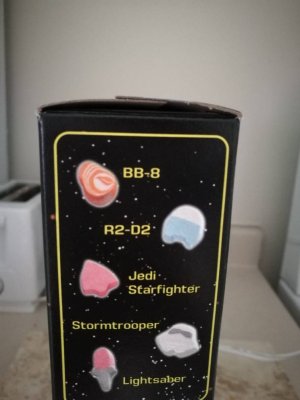 BB-8
R2-D2
Jedi
Starfighter
Stormtrooper
Lightsaber